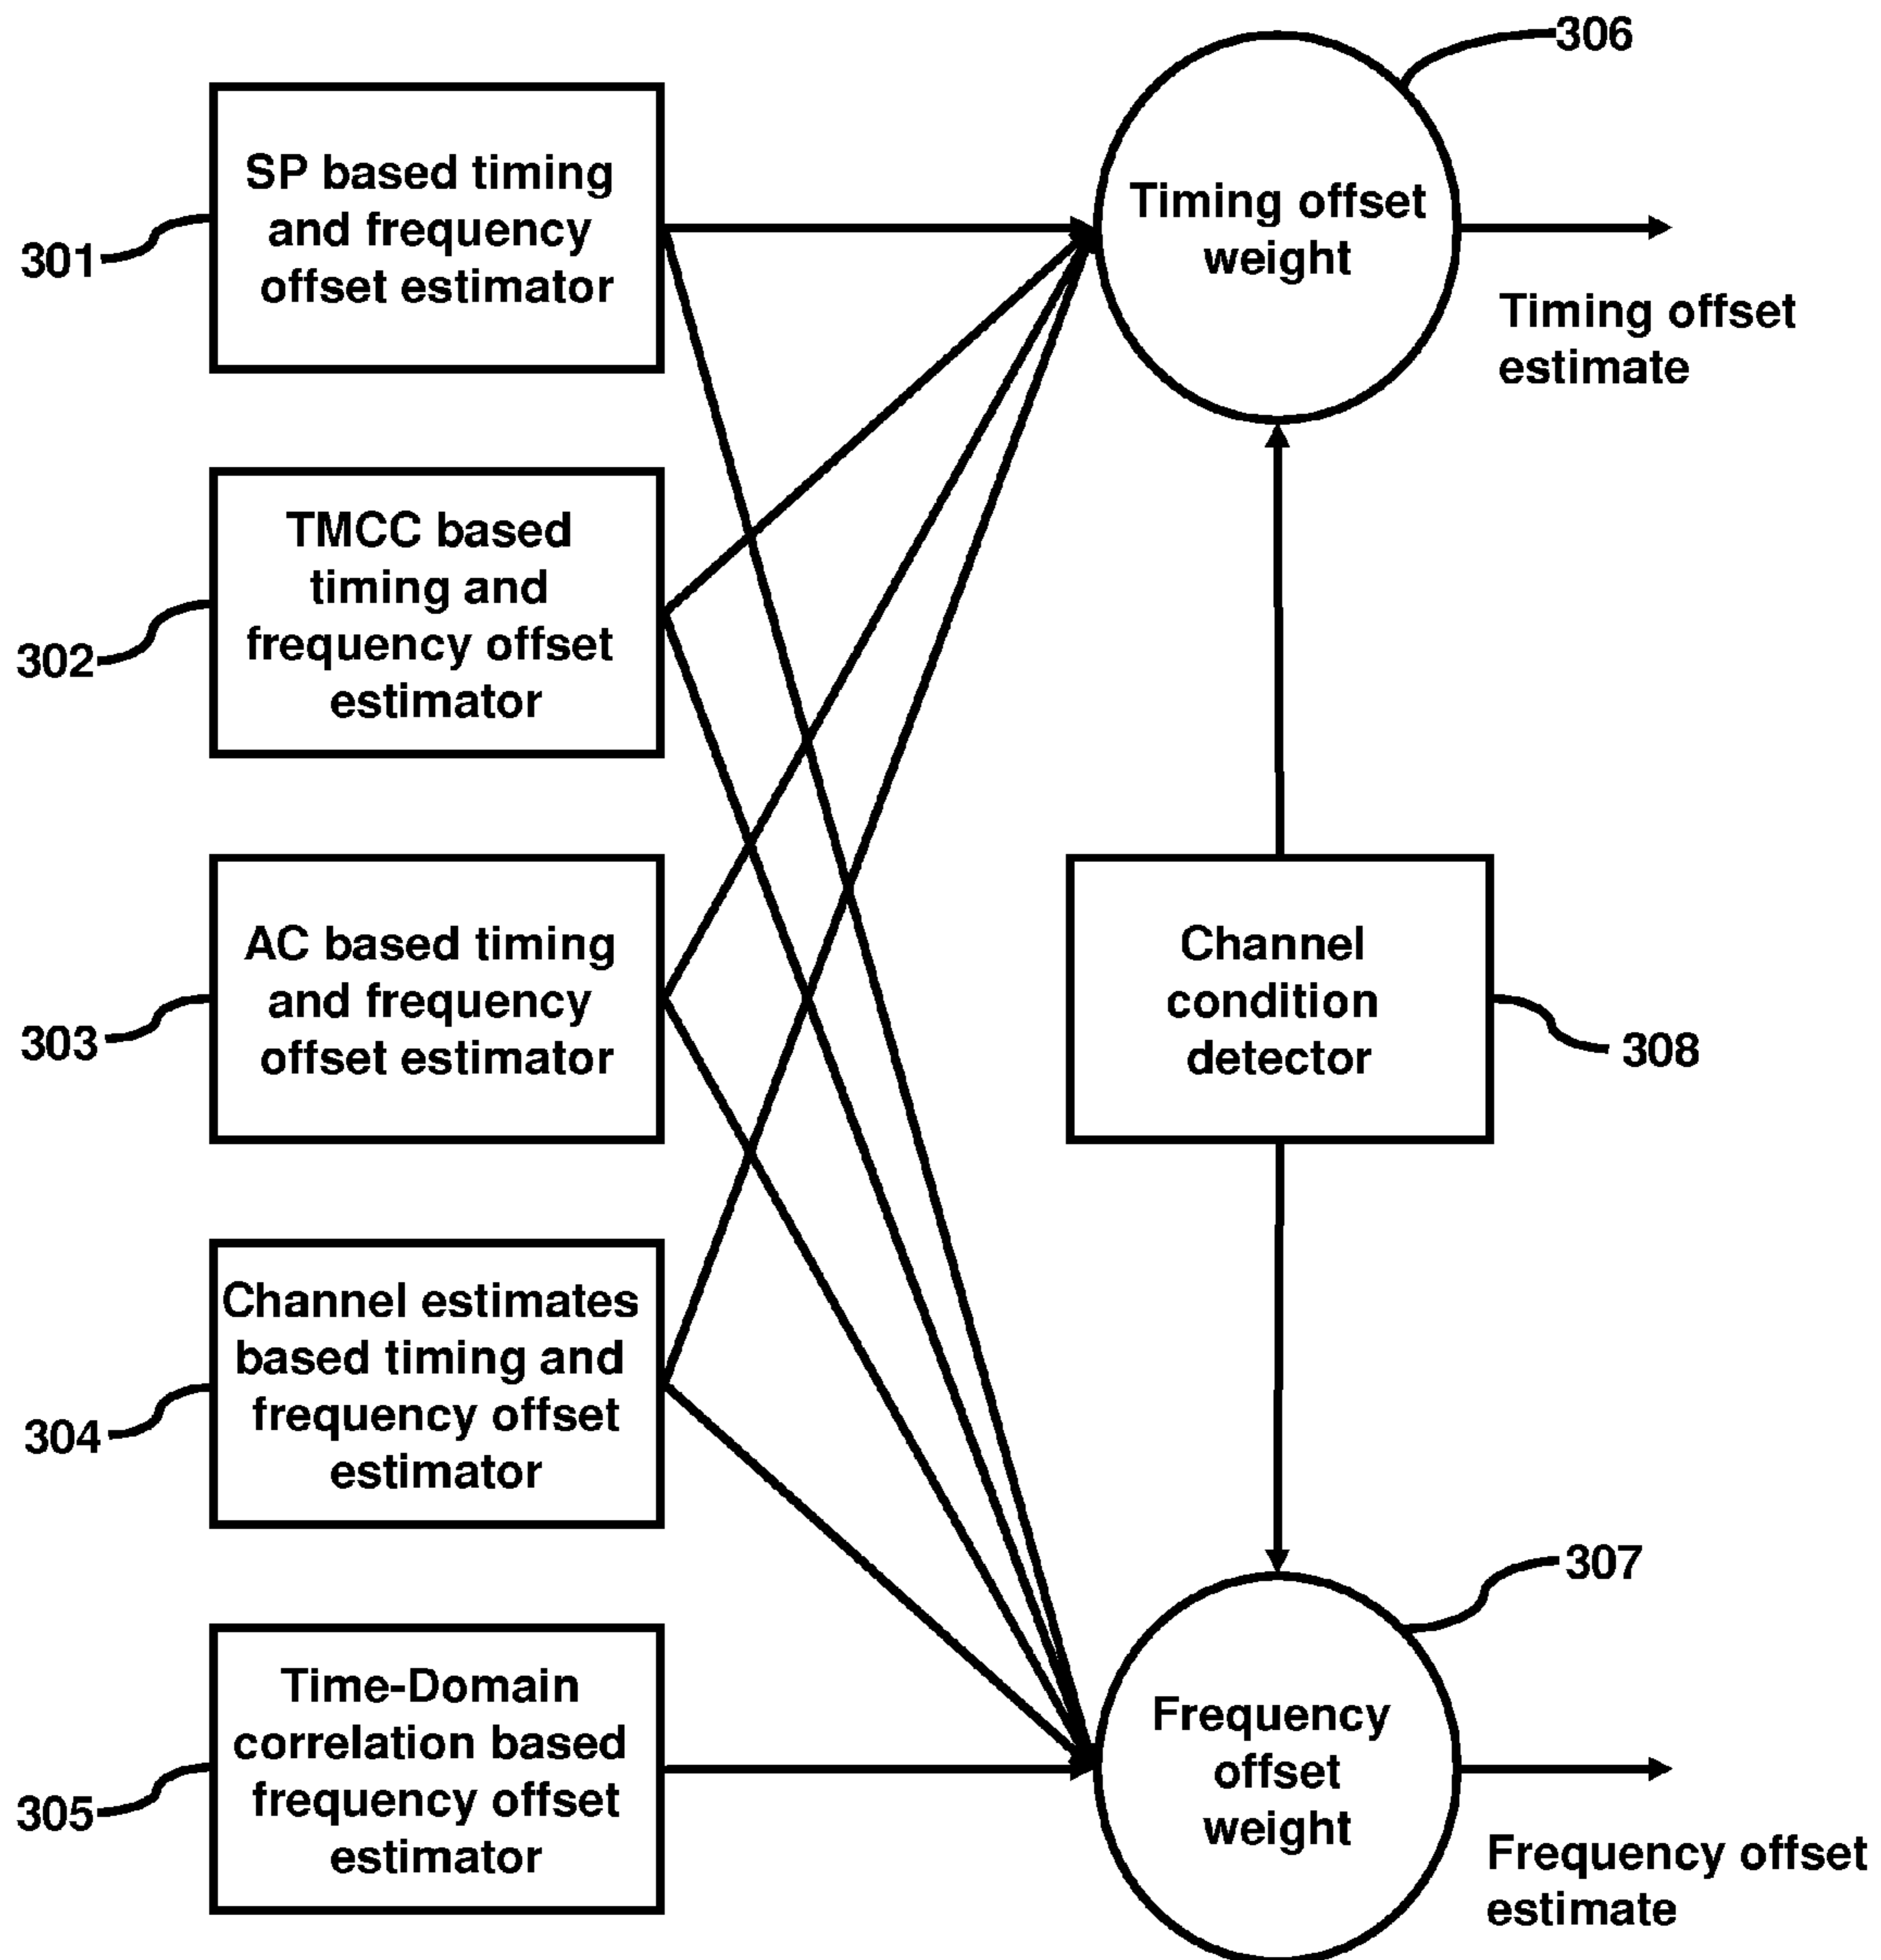 306
SP based timing
and frequency
offset estimator
301
Timing offset
weight
Timing offset
estimate
TMCC based
timing and
frequency offset
estimator
302
AC based timing
and frequency
offset estimator
303
Channel
condition
detector
308
Channel estimates
based timing and
frequency offset
estimator
304
307
Time-Domain
correlation based
frequency offset
estimator
305
Frequency
offset
weight
Frequency offset
estimate